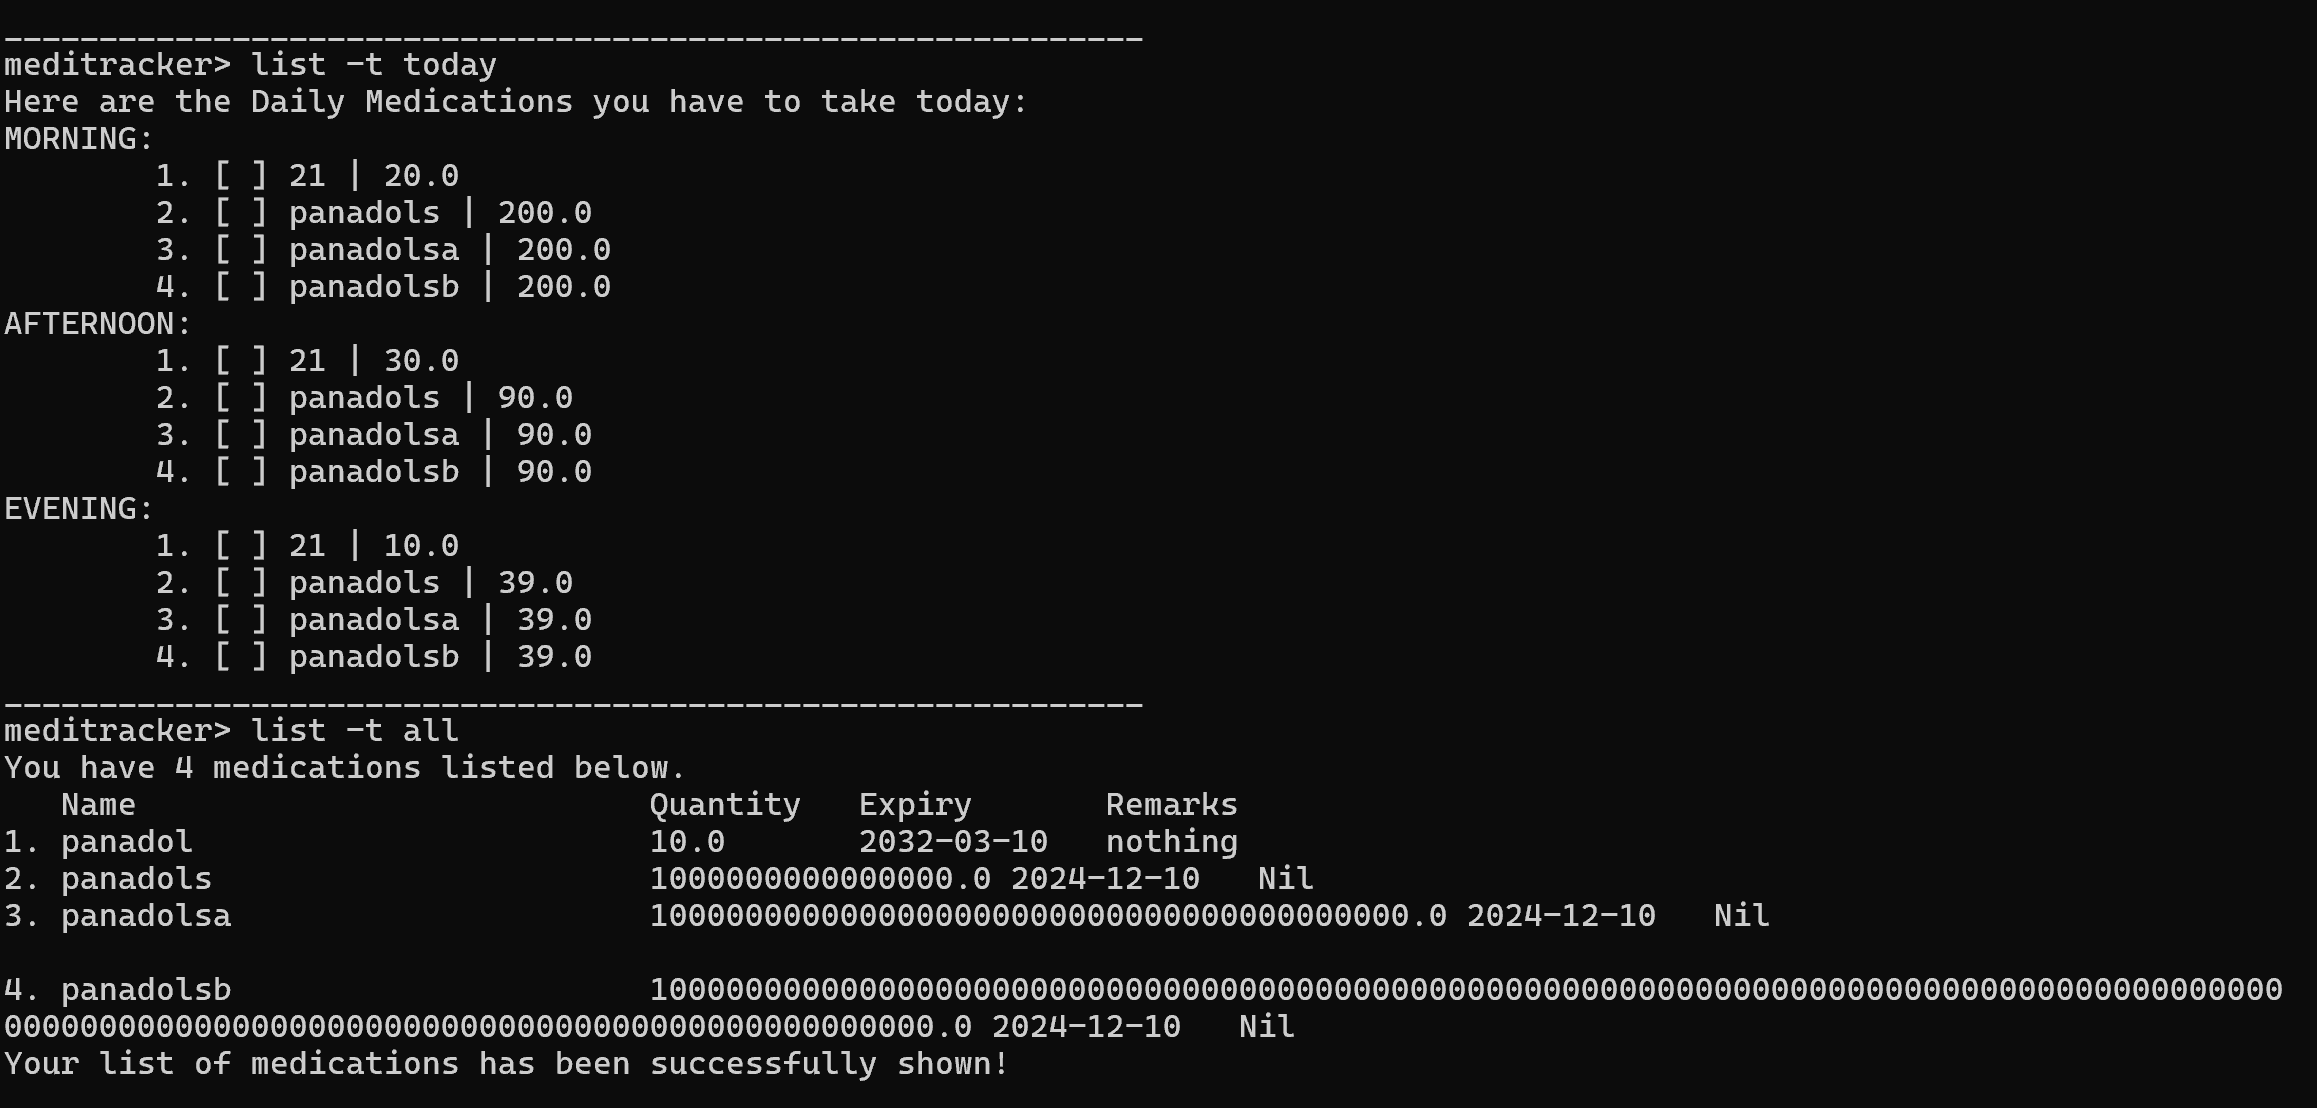 ____________________________________________________________
meditracker> list -t today
Here are the Daily Medications you have to take today:
MORNING:
        1. [ ] 21 | 20.0
        2. [ ] panadols | 200.0
        3. [ ] panadolsa | 200.0
        4. [ ] panadolsb | 200.0
AFTERNOON:
        1. [ ] 21 | 30.0
        2. [ ] panadols | 90.0
        3. [ ] panadolsa | 90.0
        4. [ ] panadolsb | 90.0
EVENING:
        1. [ ] 21 | 10.0
        2. [ ] panadols | 39.0
        3. [ ] panadolsa | 39.0
        4. [ ] panadolsb | 39.0
____________________________________________________________
meditracker> list -t all
You have 4 medications listed below.
   Name                           Quantity   Expiry       Remarks
1. panadol                        10.0       2032-03-10   nothing
2. panadols                       1000000000000000.0 2024-12-10   Nil
3. panadolsa                      1000000000000000000000000000000000000000.0 2024-12-10   Nil
4. panadolsb                      10000000000000000000000000000000000000000000000000000000000000000000000000000000000000
0000000000000000000000000000000000000000000000000.0 2024-12-10   Nil
Your list of medications has been successfully shown!